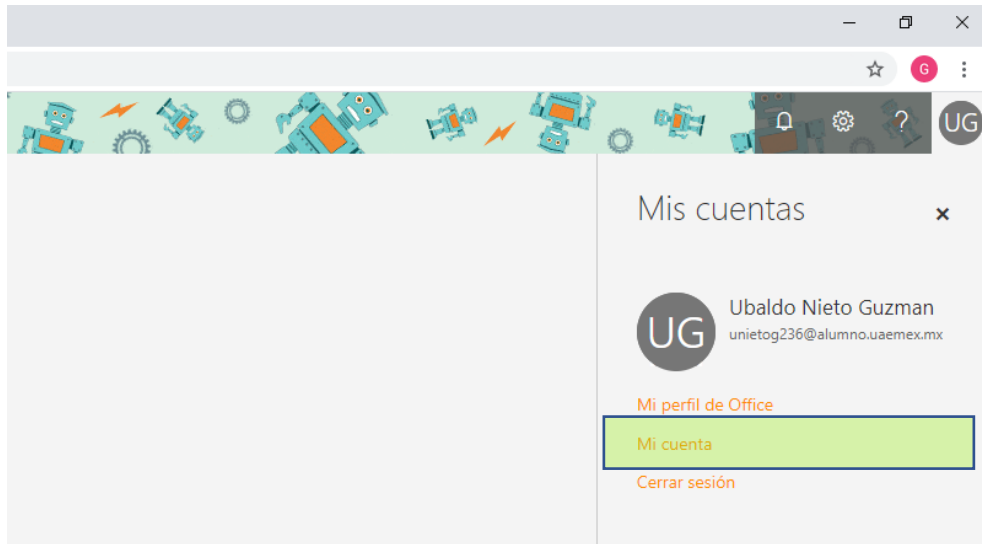 G
?
UG
Mis cuentas
UG
Ubaldo Nieto Guzman
unietog236@alumno.uaemex.mx
Mi perfil de Office
Mi cuenta
Cerrar sesión